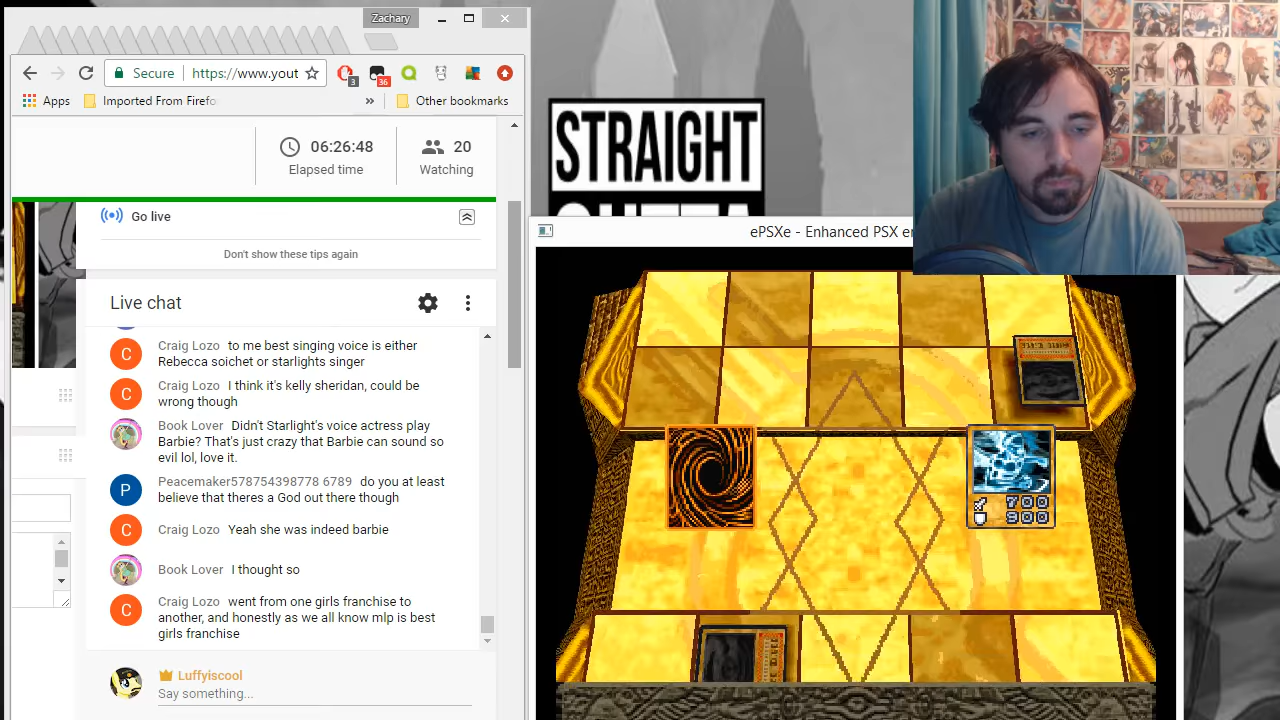 Zachary
Secure https://www.yout
3 36
Apps Imported From Firefo » Other bookmarks
06:26:48 20
Elapsed time Watching
Go live
Don't show these tips again
Live chat
Craig Lozo to me best singing voice is either
Rebecca soichet or starlights
Craig Lozo I think it's kelly sheridan, could be
wrong though
Book Lover Didn't Starlight's voice actress play
Barbie? That's just crazy that Barbie can sound so
evil lol, love it.
Peacemaker578754398778 6789 do you at least
believe that theres a God out there though
Craig Lozo Yeah she was indeed barbie
Book Lover I thought so
Craig Lozo went from one girls franchise to
another, and honestly as we all know mlp is best
girls franchise
Luffyiscool
Say something...
STRAIGHT
ePSXe - Enhanced PSX
700
900